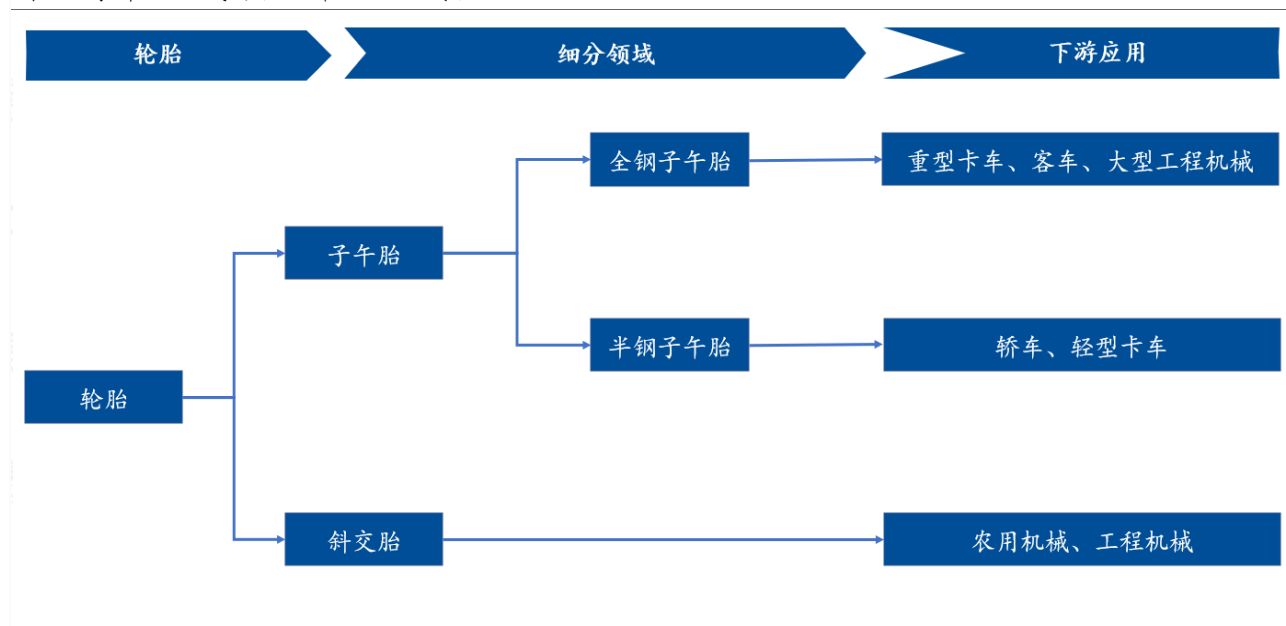 轮胎
细分领域
下游应用
全钢子午胎
重型卡车、客车、大型工程机械
子午胎
半钢子午胎
轿车、轻型卡车
轮胎
斜交胎
农用机械、工程机械